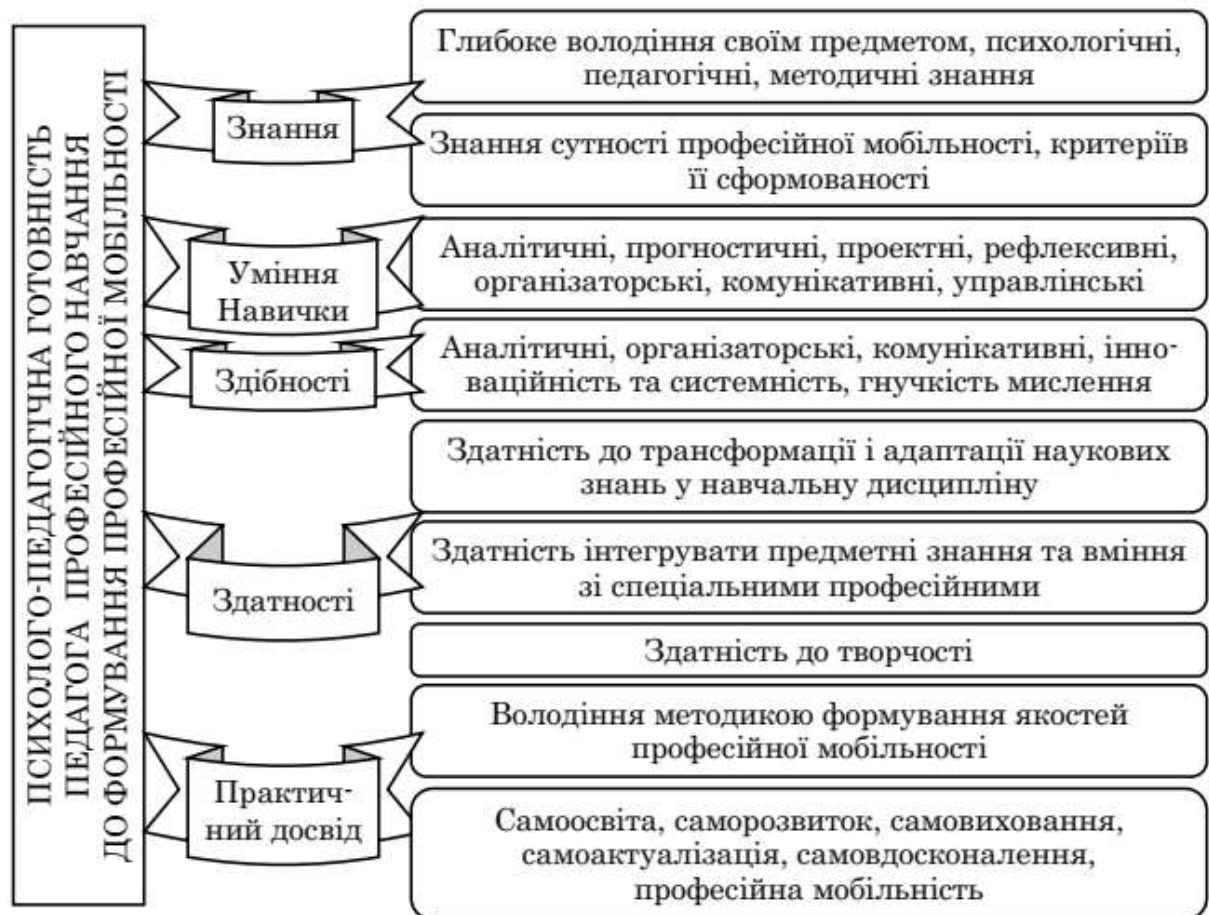 ПСИХОЛОГО-ПЕДАГОГІЧНА ГОТОВНІСТЬ
ПЕДАГОГА ПРОФЕСІЙНОГО НАВЧАННЯ
ДО ФОРМУВАННЯ ПРОФЕСІЙНОЇ МОБІЛЬНОСТІ
Знання
Глибоке володіння своїм предметом, психологічні,
педагогічні, методичні знання
Знання сутності професійної мобільності, критеріїв
її сформованості
Уміння
Навички
Аналітичні, прогностичні, проектні, рефлексивні,
організаторські, комунікативні, управлінські
Здібності
Аналітичні, організаторські, комунікативні, інно-
ваційність та системність, гнучкість мислення
Здатності
Здатність до трансформації і адаптації наукових
знань у навчальну дисципліну
Здатність інтегрувати предметні знання та вміння
зі спеціальними професійними
Здатність до творчості
Практич-
ний досвід
Володіння методикою формування якостей
професійної мобільності
Самоосвіта, саморозвиток, самовиховання,
самоактуалізація, самовдосконалення,
професійна мобільність